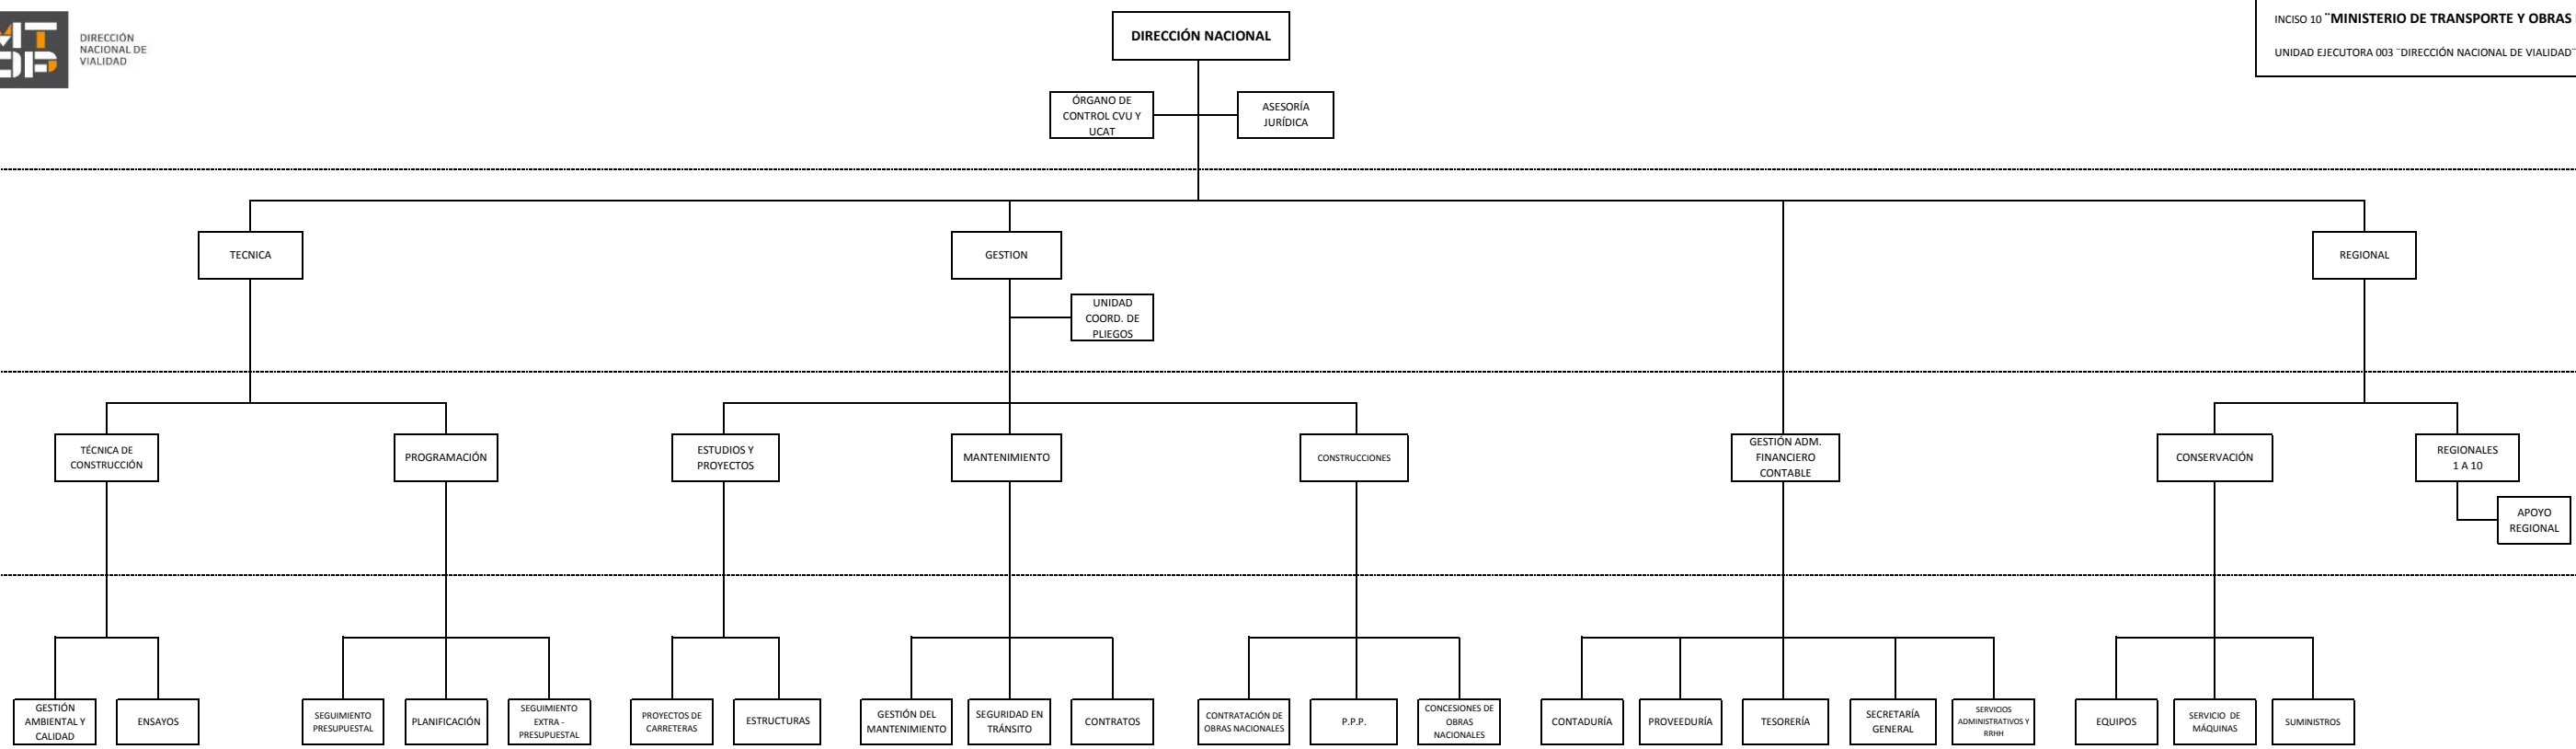 DIRECCIÓN
NACIONAL DE
VIALIDAD
DIRECCIÓN NACIONAL
INCISO 10 ¨MINISTERIO DE TRANSPORTE Y OBRAS
UNIDAD EJECUTORA 003 ¨DIRECCIÓN NACIONAL DE VIALIDAD¨
ÓRGANO DE
CONTROL CVU Y
UCAT
ASESORÍA
JURÍDICA
TECNICA
GESTION
REGIONAL
UNIDAD
COORD. DE
PLIEGOS
TÉCNICA DE
CONSTRUCCIÓN
PROGRAMACIÓN
ESTUDIOS Y
PROYECTOS
MANTENIMIENTO
CONSTRUCCIONES
GESTIÓN ADM.
FINANCIERO
CONTABLE
CONSERVACIÓN
REGIONALES
1 A 10
APOYO
REGIONAL
GESTIÓN
AMBIENTAL Y
CALIDAD
ENSAYOS
SEGUIMIENTO
PRESUPUESTAL
PLANIFICACIÓN
SEGUIMIENTO
EXTRA -
PRESUPUESTAL
PROYECTOS DE
CARRETERAS
ESTRUCTURAS
GESTIÓN DEL
MANTENIMIENTO
SEGURIDAD EN
TRÁNSITO
CONTRATOS
CONTRATACIÓN DE
OBRAS NACIONALES
P.P.P.
CONCESIONES DE
OBRAS
NACIONALES
CONTADURÍA
PROVEEDURÍA
TESORERÍA
SECRETARÍA
GENERAL
SERVICIOS
ADMINISTRATIVOS Y
RRHH
EQUIPOS
SERVICIO DE
MÁQUINAS
SUMINISTROS